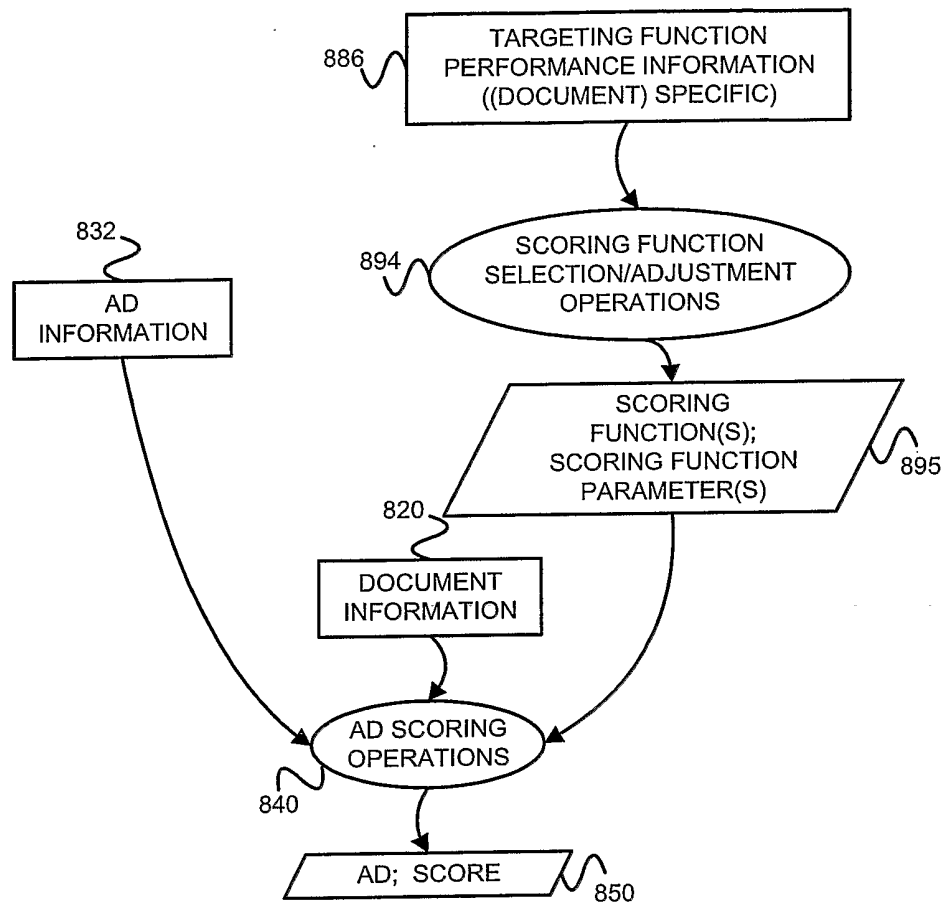 TARGETING FUNCTION
PERFORMANCE INFORMATION
((DOCUMENT) SPECIFIC)
886
SCORING FUNCTION
SELECTION/ADJUSTMENT
OPERATIONS
894
832
AD
INFORMATION
SCORING
FUNCTION(S);
SCORING FUNCTION
PARAMETER(S)
895
820
DOCUMENT
INFORMATION
AD SCORING
OPERATIONS
840
AD; SCORE
850